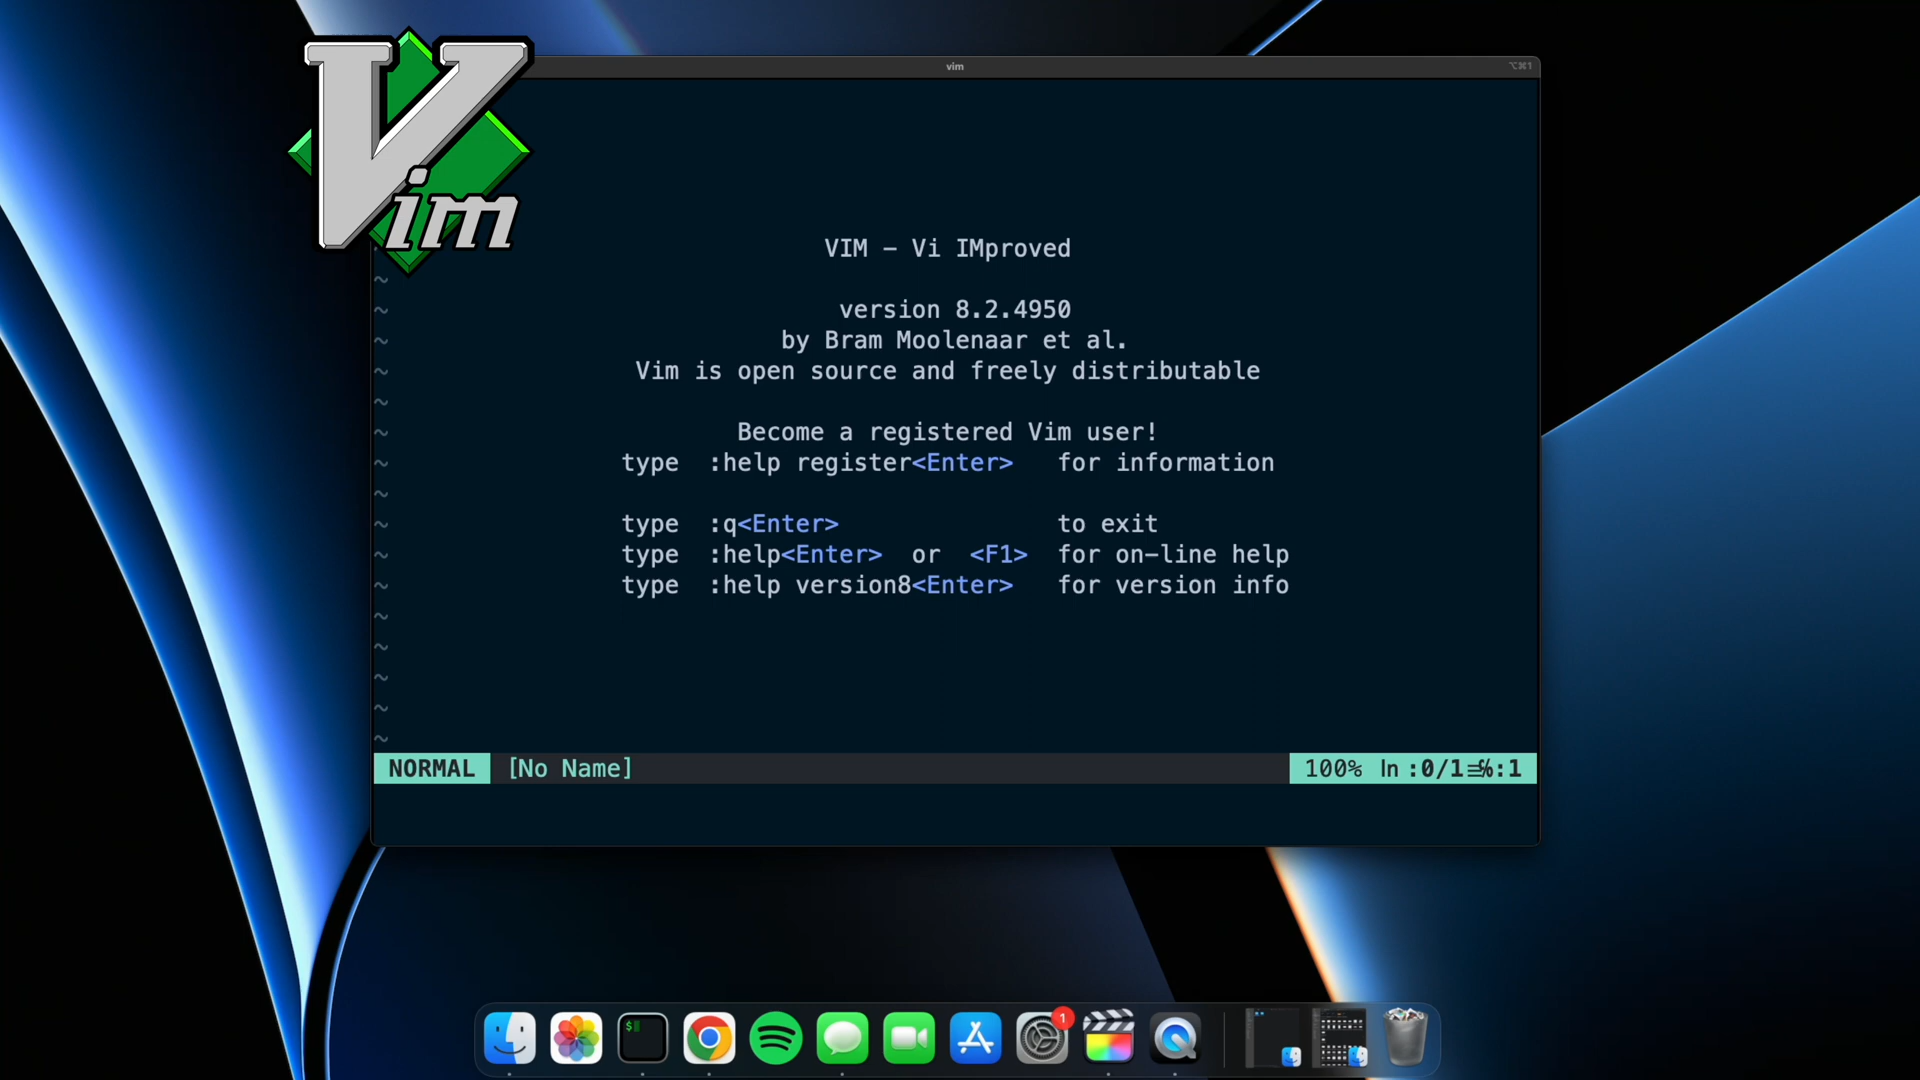 Vim
vim
⌥⌘1
VIM - Vi IMproved
~
~ version 8.2.4950
~ by Bram Moolenaar et al.
~ Vim is open source and freely distributable
~
~ Become a registered Vim user!
~ type :help register<Enter> for information
~
~ type :q<Enter> to exit
~ type :help<Enter> or <F1> for on-line help
~ type :help version8<Enter> for version info
~
~
~
~
~
NORMAL [No Name] 100% ln :0/1≡℅:1
$
1